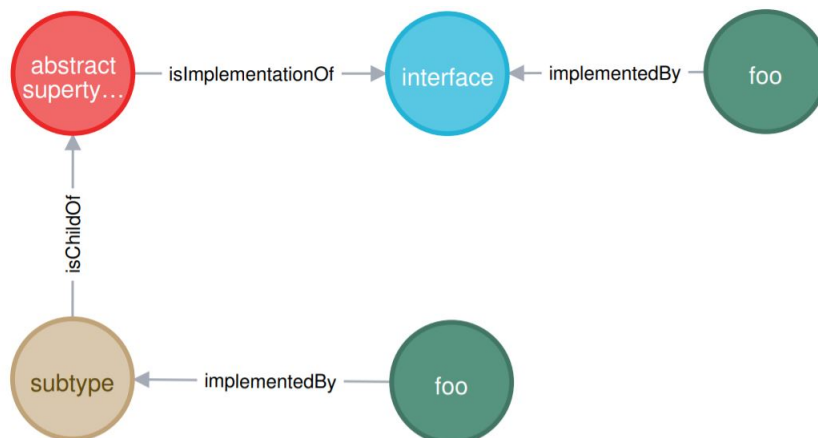 abstract
superty…
isImplementationOf
interface
implementedBy
foo
isChildOf
subtype
implementedBy
foo